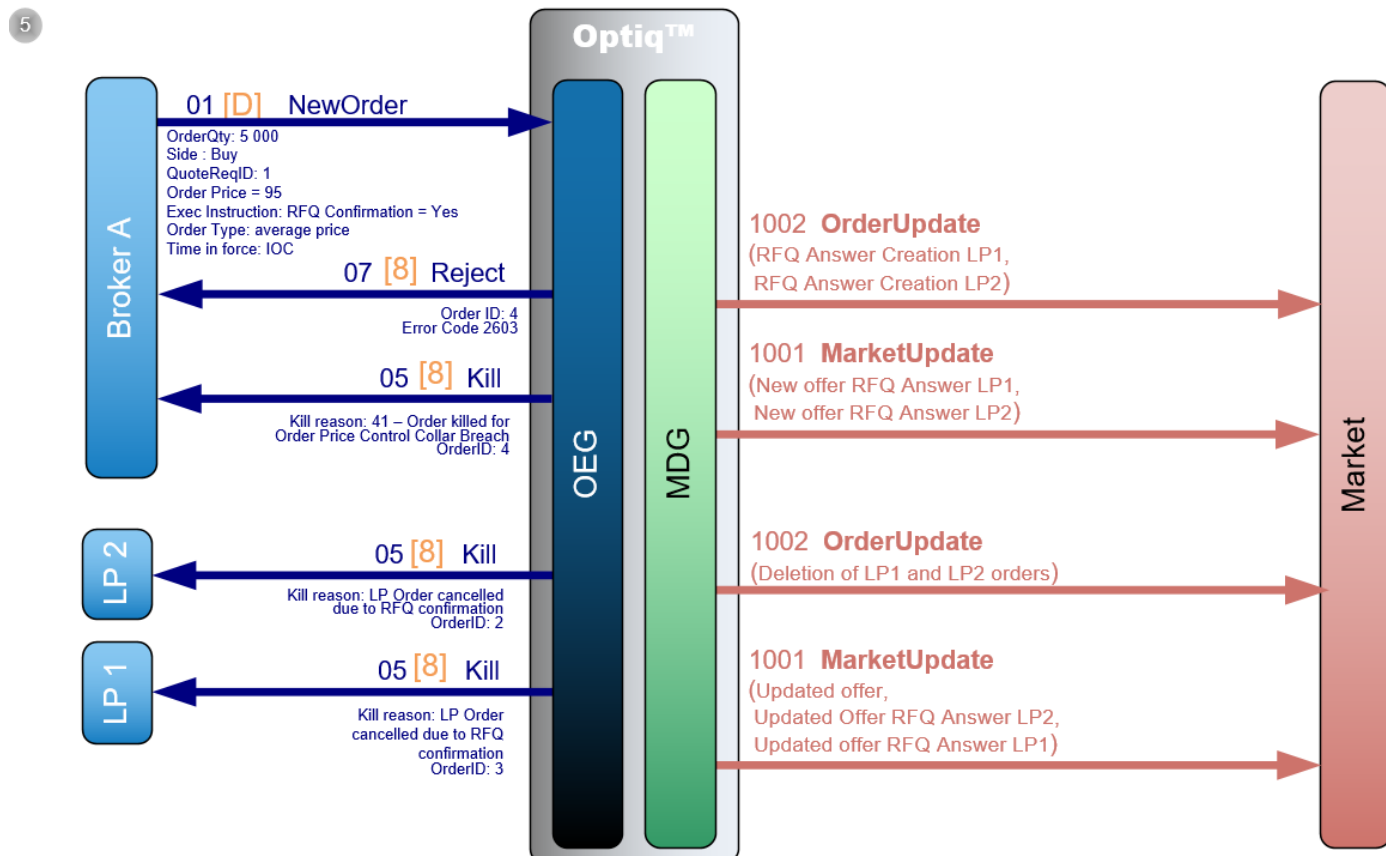 5
Optiq™
Broker A
01 [D] NewOrder
OrderQty: 5 000
Side : Buy
QuoteReqID: 1
Order Price = 95
Exec Instruction: RFQ Confirmation = Yes
Order Type: average price
Time in force: IOC
07 [8] Reject
Order ID: 4
Error Code 2603
05 [8] Kill
Kill reason: 41 – Order killed for
Order Price Control Collar Breach
OrderID: 4
LP 2
05 [8] Kill
Kill reason: LP Order cancelled
due to RFQ confirmation
OrderID: 2
LP 1
05 [8] Kill
Kill reason: LP Order
cancelled due to RFQ
confirmation
OrderID: 3
OEG
MDG
1002 OrderUpdate
(RFQ Answer Creation LP1,
RFQ Answer Creation LP2)
1001 MarketUpdate
(New offer RFQ Answer LP1,
New offer RFQ Answer LP2)
1002 OrderUpdate
(Deletion of LP1 and LP2 orders)
1001 MarketUpdate
(Updated offer,
Updated Offer RFQ Answer LP2,
Updated offer RFQ Answer LP1)
Market